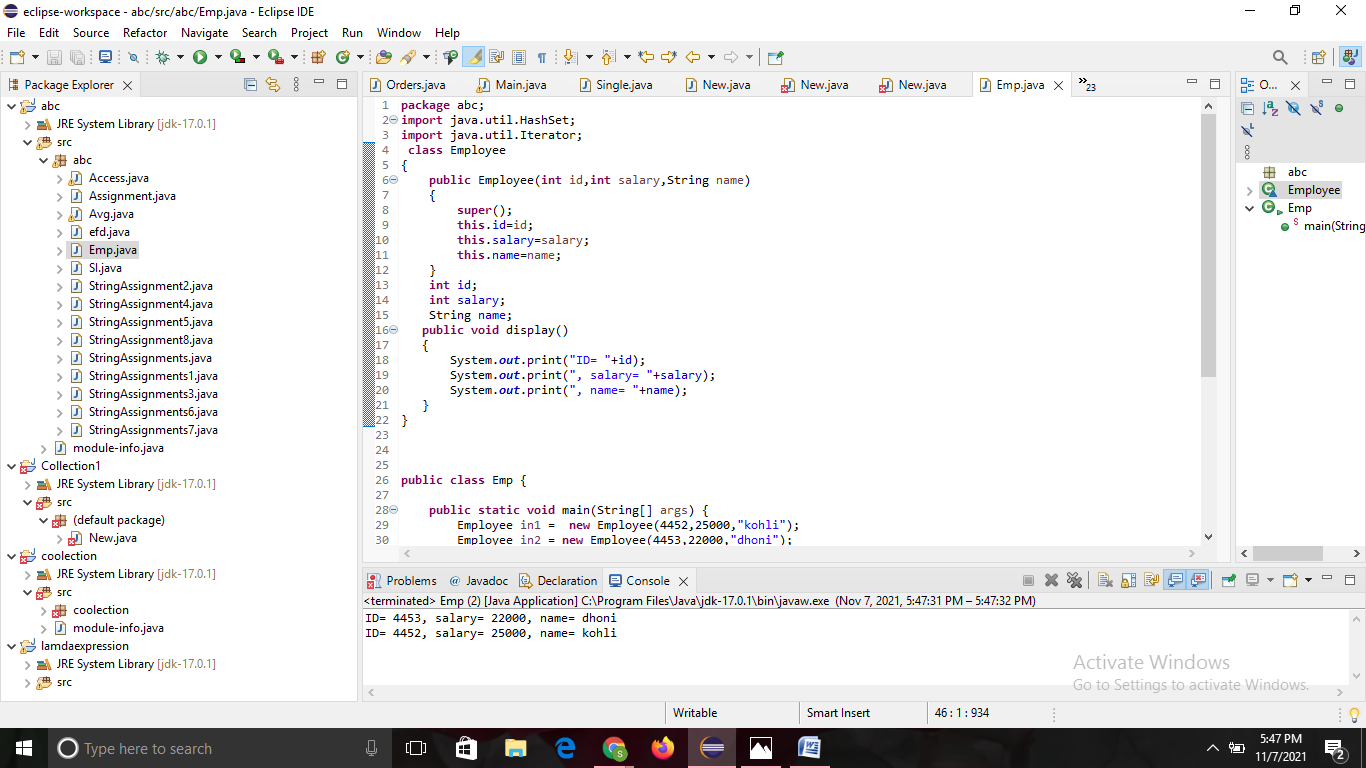 eclipse-workspace - abc/src/abc/Emp.java - Eclipse IDE
File Edit Source Refactor Navigate Search Project Run Window Help
Package Explorer
abc
JRE System Library [jdk-17.0.1]
src
abc
Access.java
Assignment.java
Avg.java
efd.java
Emp.java
SI.java
StringAssignment2.java
StringAssignment4.java
StringAssignment5.java
StringAssignment8.java
StringAssignments.java
StringAssignments1.java
StringAssignments3.java
StringAssignments6.java
StringAssignments7.java
module-info.java
Collection1
JRE System Library [jdk-17.0.1]
src
(default package)
New.java
coolection
JRE System Library [jdk-17.0.1]
src
coolection
module-info.java
lamdaexpression
JRE System Library [jdk-17.0.1]
src
Orders.java Main.java Single.java New.java New.java New.java Emp.java »23
1 package abc;
2 import java.util.HashSet;
3 import java.util.Iterator;
4 class Employee
5 {
6 public Employee(int id,int salary,String name)
7 {
8 super();
9 this.id=id;
10 this.salary=salary;
11 this.name=name;
12 }
13 int id;
14 int salary;
15 String name;
16 public void display()
17 {
18 System.out.print("ID= "+id);
19 System.out.print(", salary= "+salary);
20 System.out.print(", name= "+name);
21 }
22 }
23
24
25
26 public class Emp {
27
28 public static void main(String[] args) {
29 Employee in1 =  new Employee(4452,25000,"kohli");
30 Employee in2 = new Employee(4453,22000,"dhoni");
O...
abc
Employee
Emp
main(String
Problems @ Javadoc Declaration Console
<terminated> Emp (2) [Java Application] C:\Program Files\Java\jdk-17.0.1\bin\javaw.exe (Nov 7, 2021, 5:47:31 PM – 5:47:32 PM)
ID= 4453, salary= 22000, name= dhoni
ID= 4452, salary= 25000, name= kohli
Activate Windows
Go to Settings to activate Windows.
Writable Smart Insert 46 : 1 : 934
Type here to search
5:47 PM
11/7/2021
2